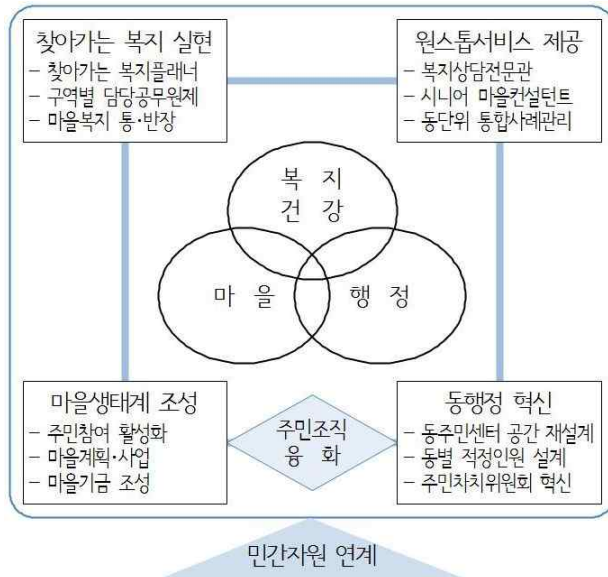 찾아가는 복지 실현
– 찾아가는 복지플래너
– 구역별 담당공무원제
– 마을복지 통·반장
원스톱서비스 제공
– 복지상담전문관
– 시니어 마을컨설턴트
– 동단위 통합사례관리
복 지
건 강
마 을
행 정
마을생태계 조성
– 주민참여 활성화
– 마을계획·사업
– 마을기금 조성
주민조직
융 화
동행정 혁신
– 동주민센터 공간 재설계
– 동별 적정인원 설계
– 주민차치위원회 혁신
민간자원 연계